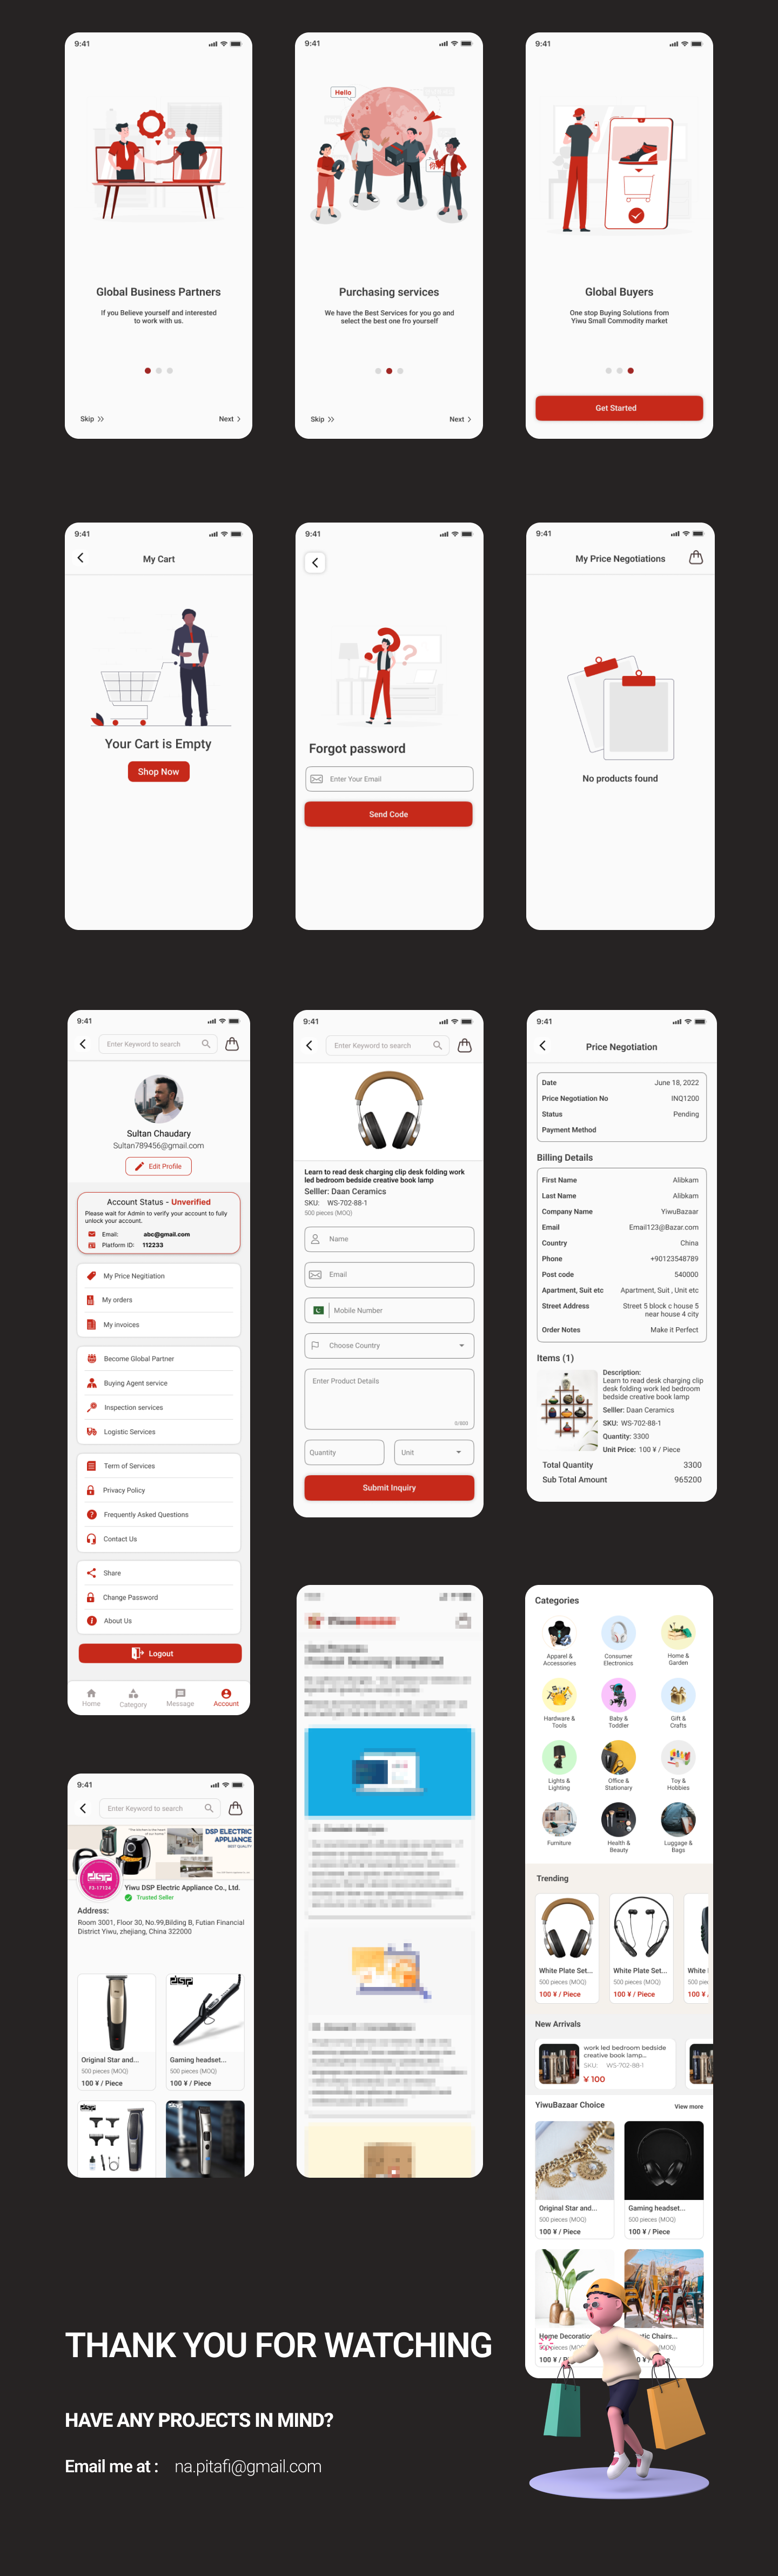 9:41
Global Business Partners
If you Believe yourself and interested
to work with us.
Skip
Next
9:41
Hello
Purchasing services
We have the Best Services for you go and
select the best one fro yourself
Skip
Next
9:41
Global Buyers
One stop Buying Solutions from
Yiwu Small Commodity market
Get Started
9:41
My Cart
Your Cart is Empty
Shop Now
9:41
Forgot password
Enter Your Email
Send Code
9:41
My Price Negotiations
No products found
9:41
Enter Keyword to search
Sultan Chaudary
Sultan789456@gmail.com
Edit Profile
Account Status - Unverified
Please wait for Admin to verify your account to fully
unlock your account.
Email: abc@gmail.com
Platform ID: 112233
My Price Negitiation
My orders
My invoices
Become Global Partner
Buying Agent service
Inspection services
Logistic Services
Term of Services
Privacy Policy
Frequently Asked Questions
Contact Us
Share
Change Password
About Us
Logout
Home
Category
Message
Account
9:41
Enter Keyword to search
Learn to read desk charging clip desk folding work
led bedroom bedside creative book lamp
Selller: Daan Ceramics
SKU: WS-702-88-1
500 pieces (MOQ)
Name
Email
Mobile Number
Choose Country
Enter Product Details
0/800
Quantity
Unit
Submit Inquiry
9:41
Price Negotiation
Date June 18, 2022
Price Negotiation No INQ1200
Status Pending
Payment Method
Billing Details
First Name Alibkam
Last Name Alibkam
Company Name YiwuBazaar
Email Email123@Bazar.com
Country China
Phone +90123548789
Post code 540000
Apartment, Suit etc Apartment, Suit , Unit etc
Street Address Street 5 block c house 5
near house 4 city
Order Notes Make it Perfect
Items (1)
Description:
Learn to read desk charging clip
desk folding work led bedroom
bedside creative book lamp
Selller: Daan Ceramics
SKU: WS-702-88-1
Quantity: 3300
Unit Price: 100 ¥ / Piece
Total Quantity 3300
Sub Total Amount 965200
9:41
Enter Keyword to search
DSP ELECTRIC
APPLIANCE
BEST QUALITY
dsp
F2-17124
Yiwu DSP Electric Appliance Co., Ltd.
Trusted Seller
Address:
Room 3001, Floor 30, No.99,Bilding B, Futian Financial
District Yiwu, zhejiang, China 322000
Original Star and...
500 pieces (MOQ)
100 ¥ / Piece
dsp
Gaming headset...
500 pieces (MOQ)
100 ¥ / Piece
dsp
dsp
Categories
Apparel &
Accessories
Consumer
Electronics
Home &
Garden
Hardware &
Tools
Baby &
Toddler
Gift &
Crafts
Lights &
Lighting
Office &
Stationary
Toy &
Hobbies
Furniture
Health &
Beauty
Luggage &
Bags
Trending
White Plate Set...
500 pieces (MOQ)
100 ¥ / Piece
White Plate Set...
500 pieces (MOQ)
100 ¥ / Piece
White
500 pie
100 ¥ /
New Arrivals
work led bedroom bedside
creative book lamp...
SKU: WS-702-88-1
¥ 100
YiwuBazaar Choice
View more
Original Star and...
500 pieces (MOQ)
100 ¥ / Piece
Gaming headset...
500 pieces (MOQ)
100 ¥ / Piece
Home Decoration
Chairs...
THANK YOU FOR WATCHING
HAVE ANY PROJECTS IN MIND?
Email me at : na.pitafi@gmail.com